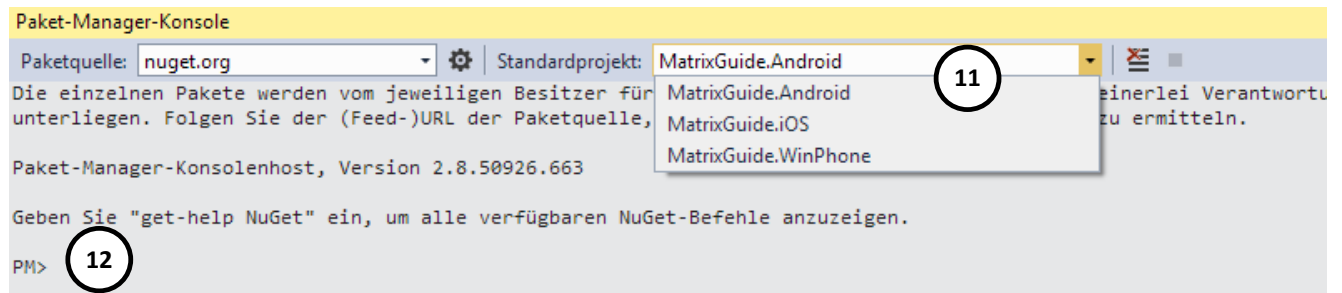 Paket-Manager-Konsole
Paketquelle: nuget.org Standardprojekt: MatrixGuide.Android 11
Die einzelnen Pakete werden vom jeweiligen Besitzer für MatrixGuide.Android einerlei
unterliegen. Folgen Sie der (Feed-)URL der Paketquelle, MatrixGuide.iOS zu ermitteln.
MatrixGuide.WinPhone
Paket-Manager-Konsolenhost, Version 2.8.50926.663
Geben Sie "get-help NuGet" ein, um alle verfügbaren NuGet-Befehle anzuzeigen.
PM> 12